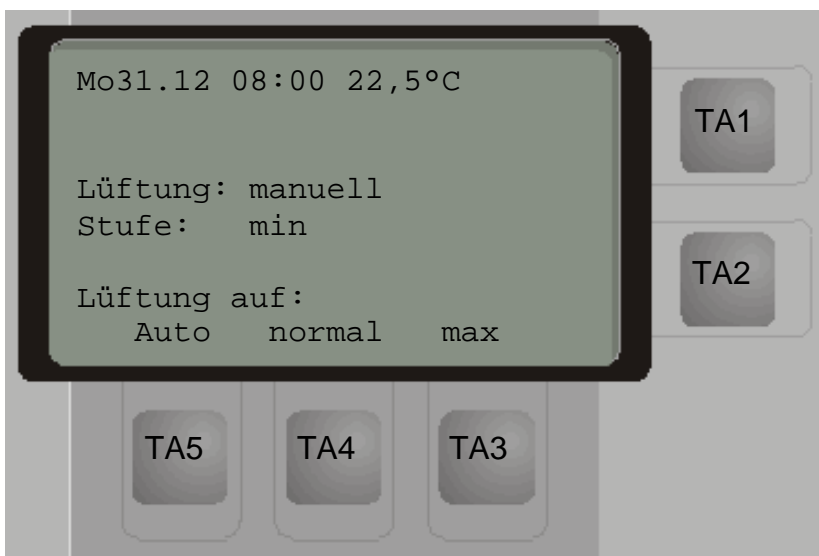 Mo31.12 08:00 22,5°C
TA1
Lüftung: manuell
Stufe: min
TA2
Lüftung auf:
Auto normal max
TA5 TA4 TA3